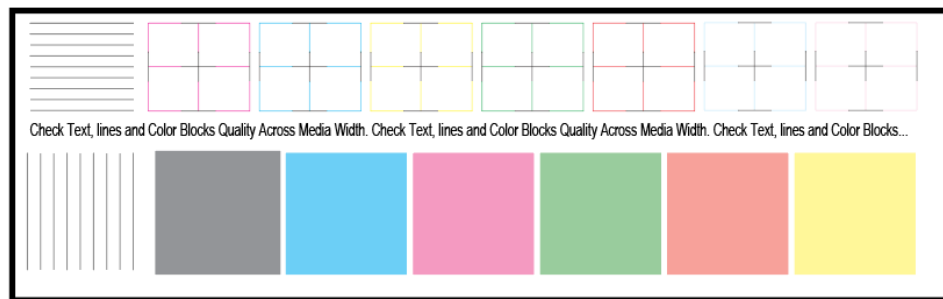 Check Text, lines and Color Blocks Quality Across Media Width. Check Text, lines and Color Blocks Quality Across Media Width. Check Text, lines and Color Blocks...